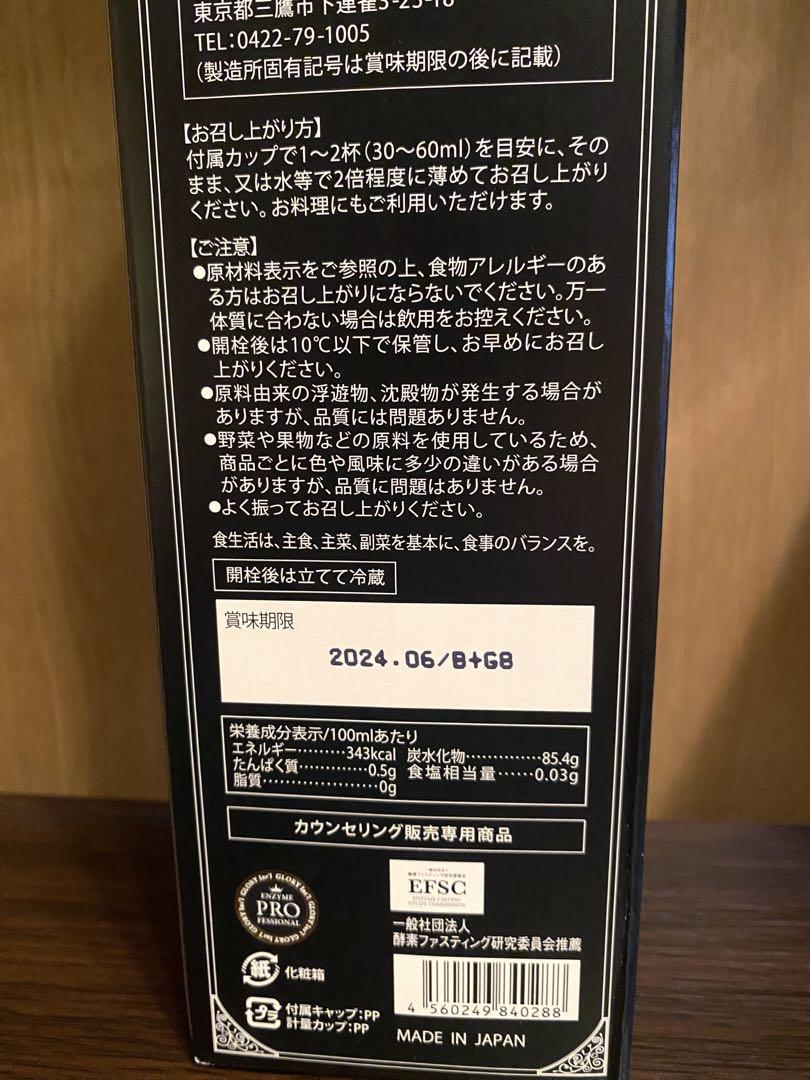 東京都三鷹市下連雀3-25-18
TEL:0422-79-1005
(製造所固有記号は賞味期限の後に記載)
【お召し上がり方】
付属カップで1〜2杯(30〜60ml)を目安に、その
まま、又は水等で2倍程度に薄めてお召し上がり
ください。お料理にもご利用いただけます。
【ご注意】
●原材料表示をご参照の上、食物アレルギーのあ
る方はお召し上がりにならないでください。万一
体質に合わない場合は飲用をお控えください。
●開栓後は10℃以下で保管し、お早めにお召し
上がりください。
●原料由来の浮遊物、沈殿物が発生する場合が
ありますが、品質には問題ありません。
●野菜や果物などの原料を使用しているため、
商品ごとに色や風味に多少の違いがある場合
がありますが、品質に問題はありません。
●よく振ってお召し上がりください。
食生活は、主食、主菜、副菜を基本に、食事のバランスを。
開栓後は立てて冷蔵
賞味期限
2024.06/B+G8
栄養成分表示/100mlあたり
エネルギー………343kcal 炭水化物…………85.4g
たんぱく質…………0.5g 食塩相当量……0.03g
脂質…………………0g
カウンセリング販売専用商品
GLORY Int'l GLORY Int'l GLORY Int'l
ENZYME
PRO
FESSIONAL
EFSC
ENZYME FASTING
STUDY COMMISSION
一般社団法人
酵素ファスティング研究委員会推薦
紙 化粧箱
プラ 付属キャップ:PP
計量カップ:PP
4 560249 840288
MADE IN JAPAN